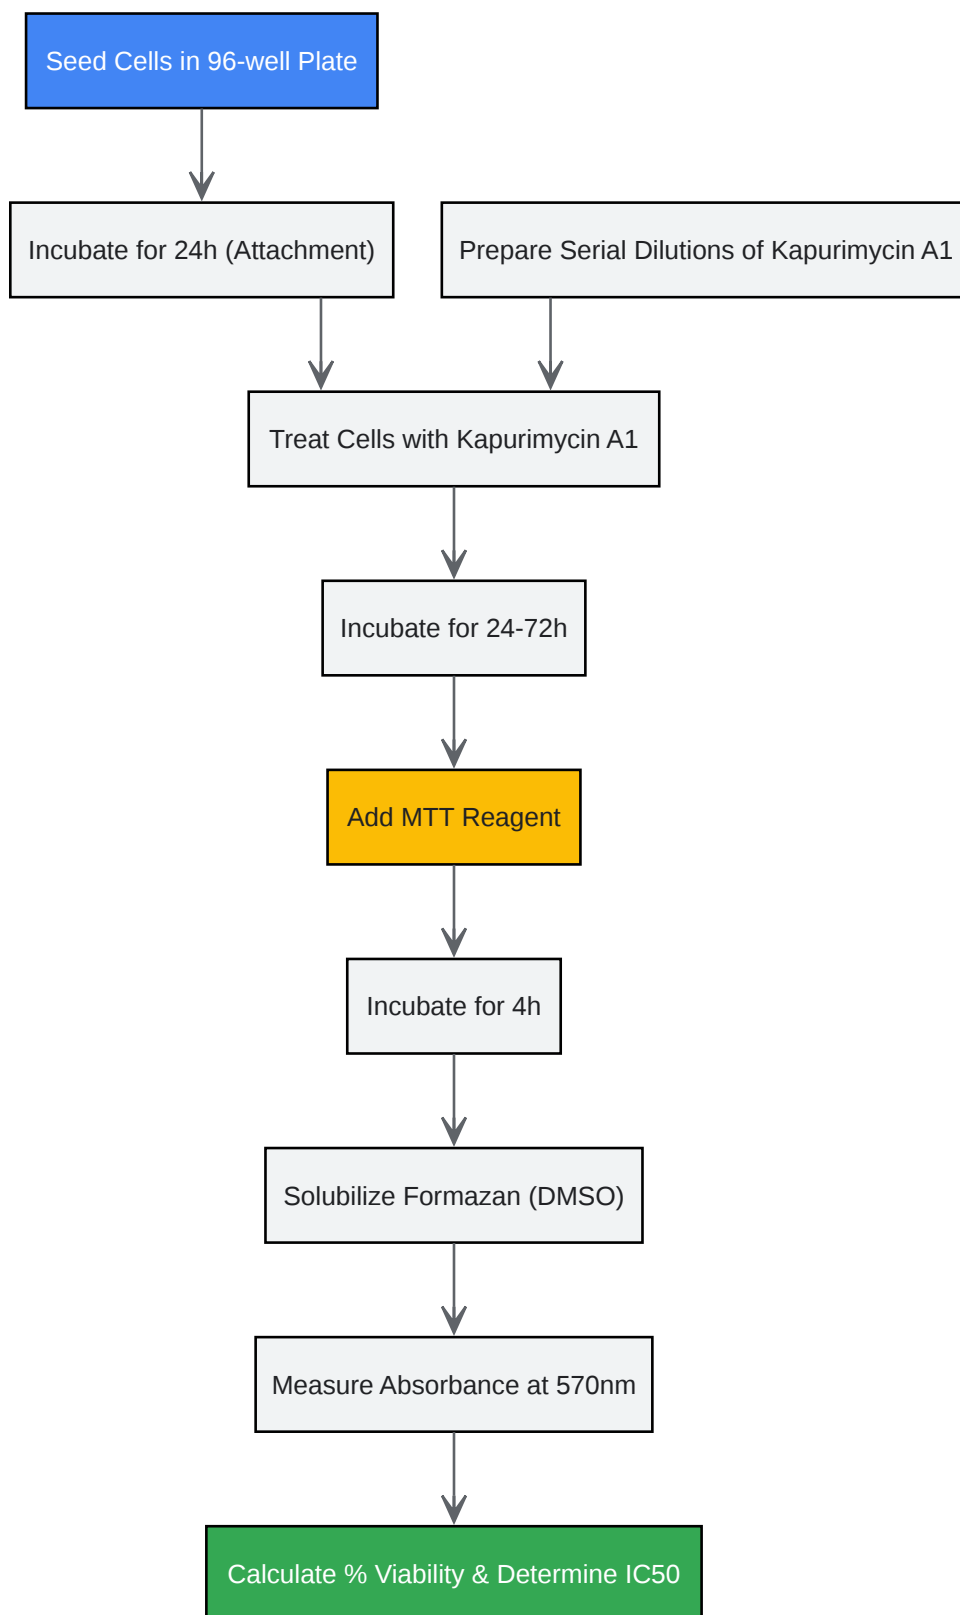 Seed Cells in 96-well Plate
Incubate for 24h (Attachment)
Prepare Serial Dilutions of Kapurimycin A1
Treat Cells with Kapurimycin A1
Incubate for 24-72h
Add MTT Reagent
Incubate for 4h
Solubilize Formazan (DMSO)
Measure Absorbance at 570nm
Calculate % Viability & Determine IC50